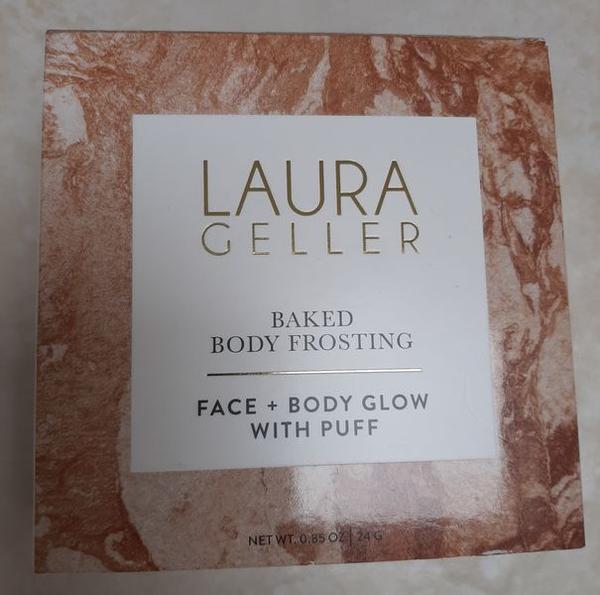 LAURA
GELLER
BAKED
BODY FROSTING
FACE + BODY GLOW
WITH PUFF
NET WT. 0.85 OZ | 24 G